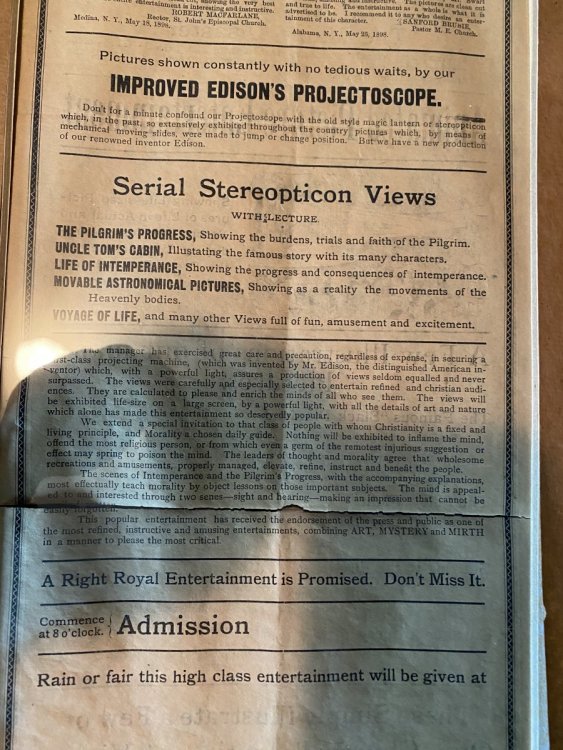 showing the very best
entertainment is interesting and instructive.
ROBERT MACFARLANE,
Rector, St. John's Episcopal Church.
Medina, N. Y., May 18, 1898.
and instructive. The pictures are clean cut
and true to life. The entertainment as a whole is what it is
advertised to be. I recommend it to any who desire an enter-
tainment of this character. SANFORD BRUBIE,
Pastor M. E. Church.
Alabama, N. Y., May 25, 1898.
Pictures shown constantly with no tedious waits, by our
IMPROVED EDISON'S PROJECTOSCOPE.
Don't for a minute confound our Projectoscope with the old style magic lantern or stereopticon
which, in the past, so extensively exhibited throughout the country pictures which, by means of
mechanical moving slides, were made to jump or change position. But we have a new production
of our renowned inventor Edison.
Serial Stereopticon Views
WITH LECTURE
THE PILGRIM'S PROGRESS, Showing the burdens, trials and faith of the Pilgrim.
UNCLE TOM'S CABIN, Illustating the famous story with its many characters.
LIFE OF INTEMPERANCE, Showing the progress and consequences of intemperance.
MOVABLE ASTRONOMICAL PICTURES, Showing as a reality the movements of the
Heavenly bodies.
VOYAGE OF LIFE, and many other Views full of fun, amusement and excitement.
The manager has exercised great care and precaution, regardless of expense, in securing a
first-class projecting machine, (which was invented by Mr. Edison, the distinguished American in-
ventor) which, with a powerful light, assures a production of views seldom equalled and never
surpassed. The views were carefully and especially selected to entertain refined and christian audi-
ences. They are calculated to please and enrich the minds of all who see them. The views will
be exhibited life-size on a large screen, by a powerful light, with all the details of art and nature
which alone has made this entertainment so deservedly popular.
We extend a special invitation to that class of people with whom Christianity is a fixed and
living principle, and Morality a chosen daily guide. Nothing will be exhibited to inflame the mind,
offend the most religious person, or from which even a germ of the remotest injurious suggestion or
effect may spring to poison the mind. The leaders of thought and morality agree that wholesome
recreations and amusements, properly managed, elevate, refine, instruct and benefit the people.
The scenes of Intemperance and the Pilgrim's Progress, with the accompanying explanations,
most effectually teach morality by object lessons on those important subjects. The mind is appeal-
ed to and interested through two senes—sight and hearing—making an impression that cannot be
easily forgotten.
This popular entertainment has received the endorsement of the press and public as one of
the most refined, instructive and amusing entertainments, combining ART, MYSTERY and MIRTH
in a manner to please the most critical.
A Right Royal Entertainment is Promised. Don't Miss It.
Commence
at 8 o'clock. } Admission
Rain or fair this high class entertainment will be given at